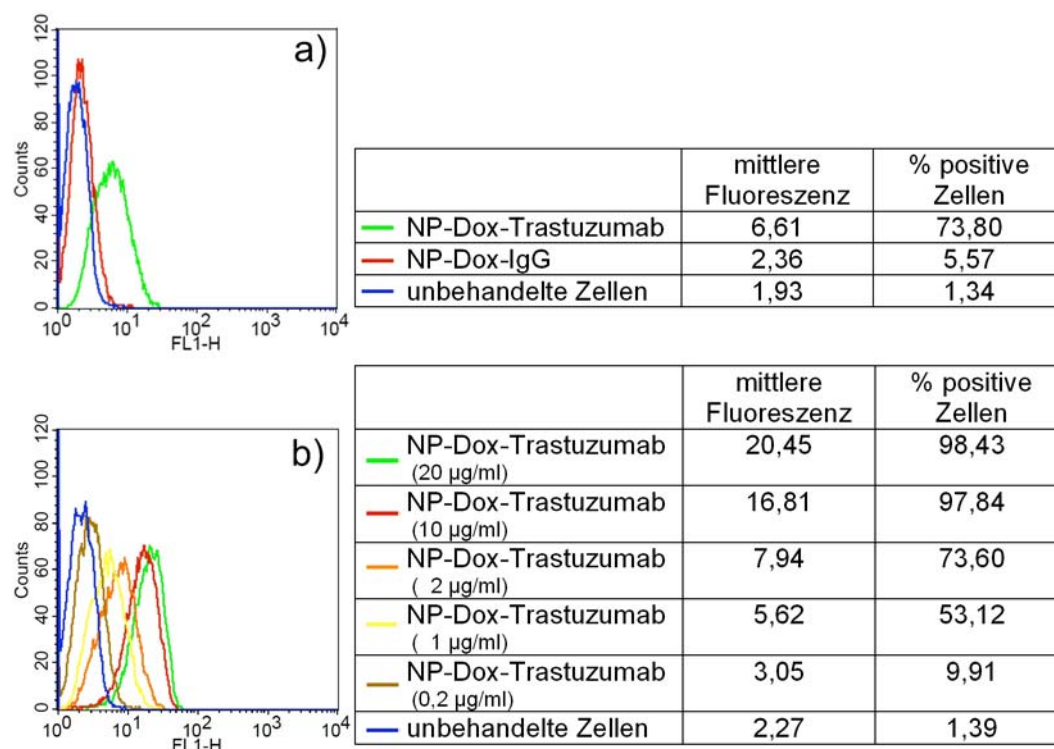 a)
120
100
80
60
40
20
0
Counts
10^0 10^1 10^2 10^3 10^4
FL1-H
mittlere Fluoreszenz % positive Zellen
NP-Dox-Trastuzumab 6,61 73,80
NP-Dox-IgG 2,36 5,57
unbehandelte Zellen 1,93 1,34
b)
120
100
80
60
40
20
0
Counts
10^0 10^1 10^2 10^3 10^4
FL1-H
mittlere Fluoreszenz % positive Zellen
NP-Dox-Trastuzumab 20,45 98,43
(20 µg/ml)
NP-Dox-Trastuzumab 16,81 97,84
(10 µg/ml)
NP-Dox-Trastuzumab 7,94 73,60
( 2 µg/ml)
NP-Dox-Trastuzumab 5,62 53,12
( 1 µg/ml)
NP-Dox-Trastuzumab 3,05 9,91
(0,2 µg/ml)
unbehandelte Zellen 2,27 1,39